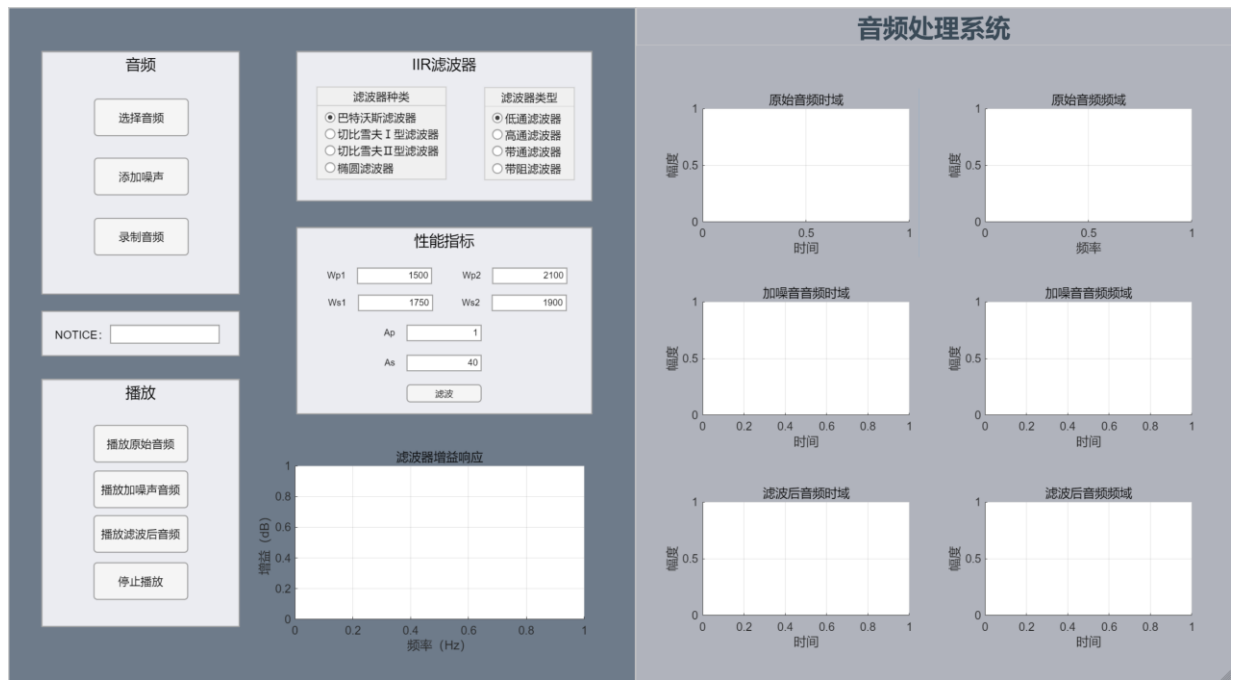 音频处理系统
音频
选择音频
添加噪声
录制音频
NOTICE:
播放
播放原始音频
播放加噪声音频
播放滤波后音频
停止播放
IIR滤波器
滤波器种类
巴特沃斯滤波器
切比雪夫Ⅰ型滤波器
切比雪夫Ⅱ型滤波器
椭圆滤波器
滤波器类型
低通滤波器
高通滤波器
带通滤波器
带阻滤波器
性能指标
Wp1 1500 Wp2 2100
Ws1 1750 Ws2 1900
Ap 1
As 40
滤波
滤波器增益响应
增益 (dB)
1
0.8
0.6
0.4
0.2
0
0 0.2 0.4 0.6 0.8 1
频率 (Hz)
原始音频时域
幅度
1
0.5
0
0 0.5 1
时间
原始音频频域
幅度
1
0.5
0
0 0.5 1
频率
加噪音音频时域
幅度
1
0.5
0
0 0.2 0.4 0.6 0.8 1
时间
加噪音音频频域
幅度
1
0.5
0
0 0.2 0.4 0.6 0.8 1
时间
滤波后音频时域
幅度
1
0.5
0
0 0.2 0.4 0.6 0.8 1
时间
滤波后音频频域
幅度
1
0.5
0
0 0.2 0.4 0.6 0.8 1
时间